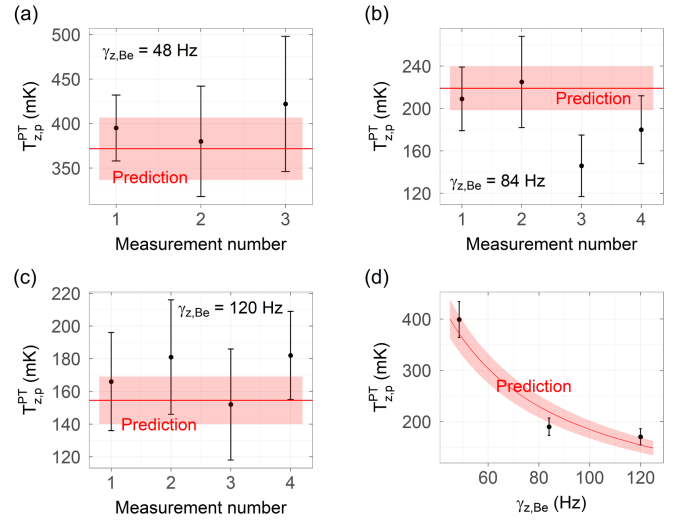 (a)
γz,Be = 48 Hz
Prediction
T^PT_z,p (mK)
500
450
400
350
1 2 3
Measurement number
(b)
Prediction
γz,Be = 84 Hz
T^PT_z,p (mK)
240
200
160
120
1 2 3 4
Measurement number
(c)
γz,Be = 120 Hz
Prediction
T^PT_z,p (mK)
220
200
180
160
140
120
1 2 3 4
Measurement number
(d)
Prediction
T^PT_z,p (mK)
400
300
200
60 80 100 120
γz,Be (Hz)